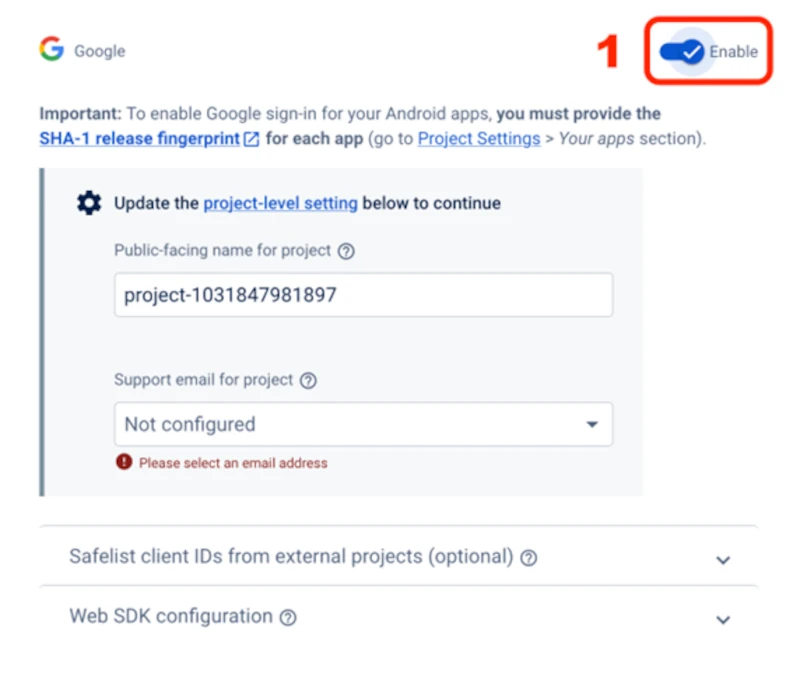 Google
1
Enable
Important: To enable Google sign-in for your Android apps, you must provide the
SHA-1 release fingerprint for each app (go to Project Settings > Your apps section).
Update the project-level setting below to continue
Public-facing name for project
project-1031847981897
Support email for project
Not configured
Please select an email address
Safelist client IDs from external projects (optional)
Web SDK configuration